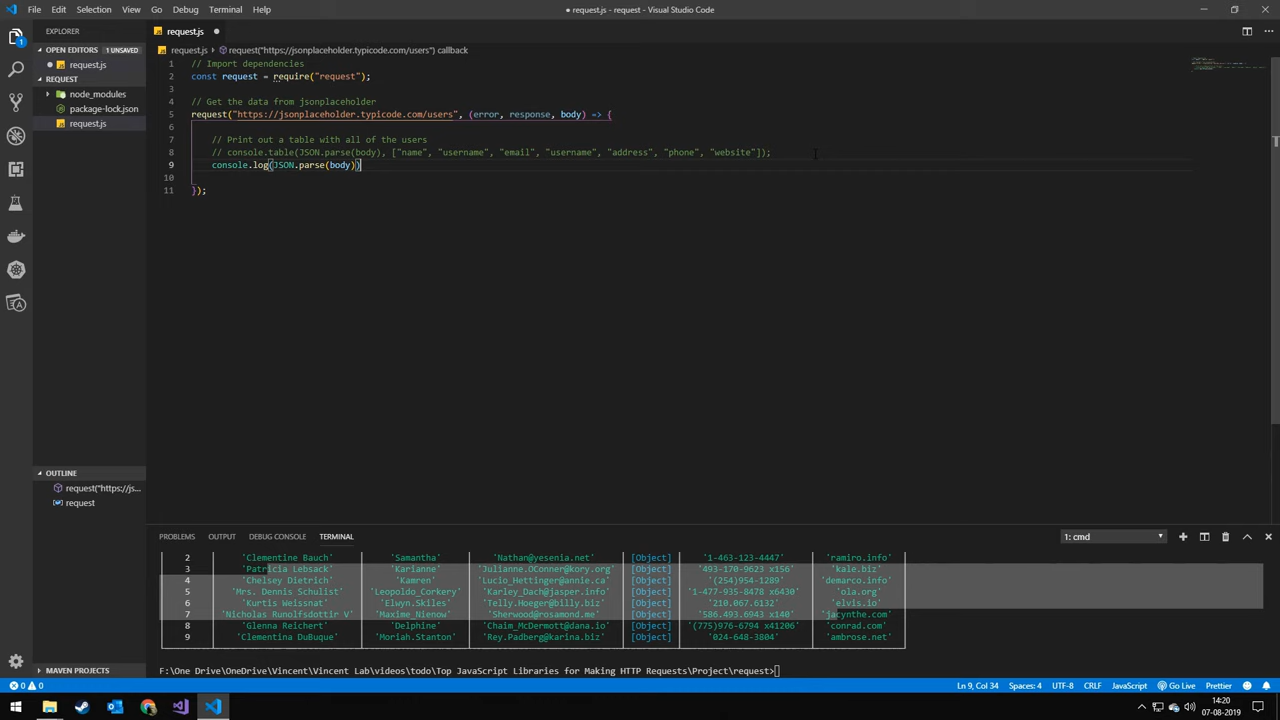 File Edit Selection View Go Debug Terminal Help
● request.js - request - Visual Studio Code
EXPLORER
request.js
OPEN EDITORS 1 UNSAVED
request.js > request("https://jsonplaceholder.typicode.com/users") callback
request.js
REQUEST
node_modules
package-lock.json
request.js
1 // Import dependencies
2 const request = require("request");
3
4 // Get the data from jsonplaceholder
5 request("https://jsonplaceholder.typicode.com/users", (error, response, body) => {
6
7 // Print out a table with all of the users
8 // console.table(JSON.parse(body), ["name", "username", "email", "username", "address", "phone", "website"]);
9 console.log(JSON.parse(body))
10
11 });
OUTLINE
request("https://js...
request
MAVEN PROJECTS
PROBLEMS OUTPUT DEBUG CONSOLE TERMINAL
1: cmd
2 'Clementine Bauch' 'Samantha' 'Nathan@yesenia.net' [Object] '1-463-123-4447' 'ramiro.info'
3 'Patricia Lebsack' 'Karianne' 'Julianne.OConner@kory.org' [Object] '493-170-9623 x156' 'kale.biz'
4 'Chelsey Dietrich' 'Kamren' 'Lucio_Hettinger@annie.ca' [Object] '(254)954-1289' 'demarco.info'
5 'Mrs. Dennis Schulist' 'Leopoldo_Corkery' 'Karley_Dach@jasper.info' [Object] '1-477-935-8478 x6430' 'ola.org'
6 'Kurtis Weissnat' 'Elwyn.Skiles' 'Telly.Hoeger@billy.biz' [Object] '210.067.6132' 'elvis.io'
7 'Nicholas Runolfsdottir V' 'Maxime_Nienow' 'Sherwood@rosamond.me' [Object] '586.493.6943 x140' 'jacynthe.com'
8 'Glenna Reichert' 'Delphine' 'Chaim_McDermott@dana.io' [Object] '(775)976-6794 x41206' 'conrad.com'
9 'Clementina DuBuque' 'Moriah.Stanton' 'Rey.Padberg@karina.biz' [Object] '024-648-3804' 'ambrose.net'
F:\One Drive\OneDrive\Vincent\Vincent Lab\videos\todo\Top JavaScript Libraries for Making HTTP Requests\Project\request>
0 0
Ln 9, Col 34 Spaces: 4 UTF-8 CRLF JavaScript Go Live Prettier
14:20
07-08-2019